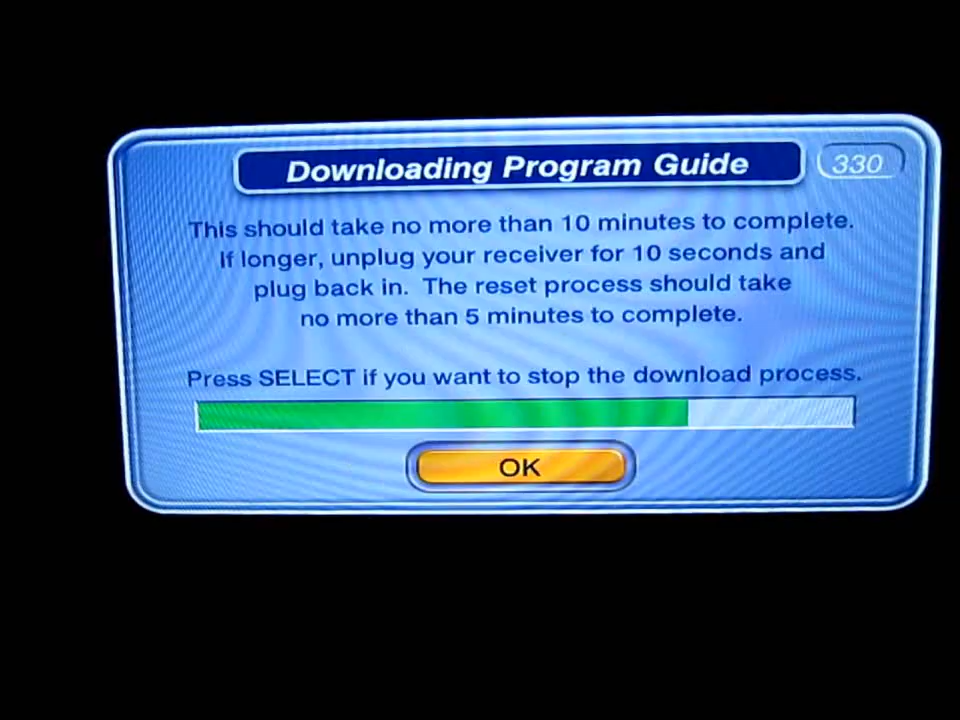 Downloading Program Guide
330
This should take no more than 10 minutes to complete.
If longer, unplug your receiver for 10 seconds and
plug back in. The reset process should take
no more than 5 minutes to complete.
Press SELECT if you want to stop the download process.
OK